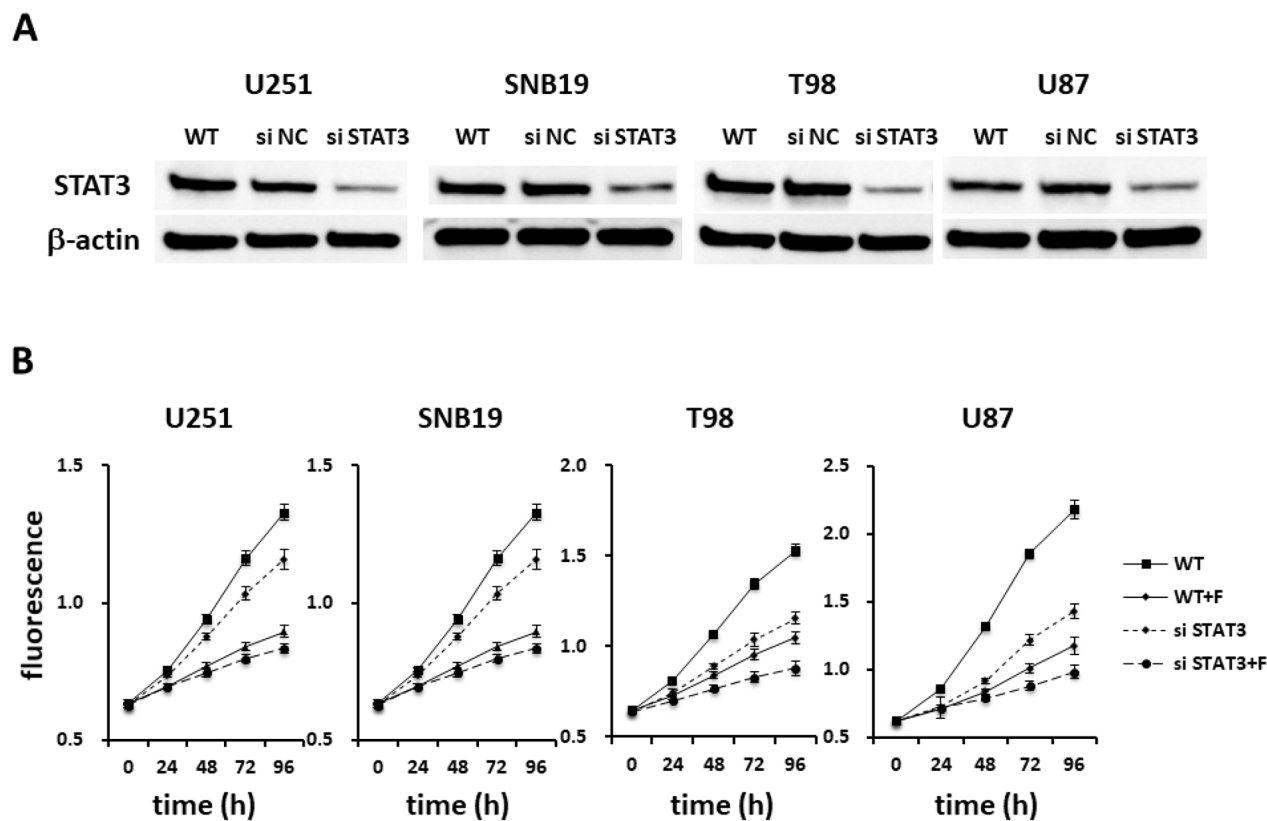 A
U251 SNB19 T98 U87
WT si NC si STAT3 WT si NC si STAT3 WT si NC si STAT3 WT si NC si STAT3
STAT3
β-actin
B
U251 SNB19 T98 U87
fluorescence
1.5
1.0
0.5
0 24 48 72 96
time (h)
1.5
1.0
0.5
0 24 48 72 96
time (h)
2.0
1.5
1.0
0.5
0 24 48 72 96
time (h)
2.5
2.0
1.5
1.0
0.5
0 24 48 72 96
time (h)
WT
WT+F
si STAT3
si STAT3+F